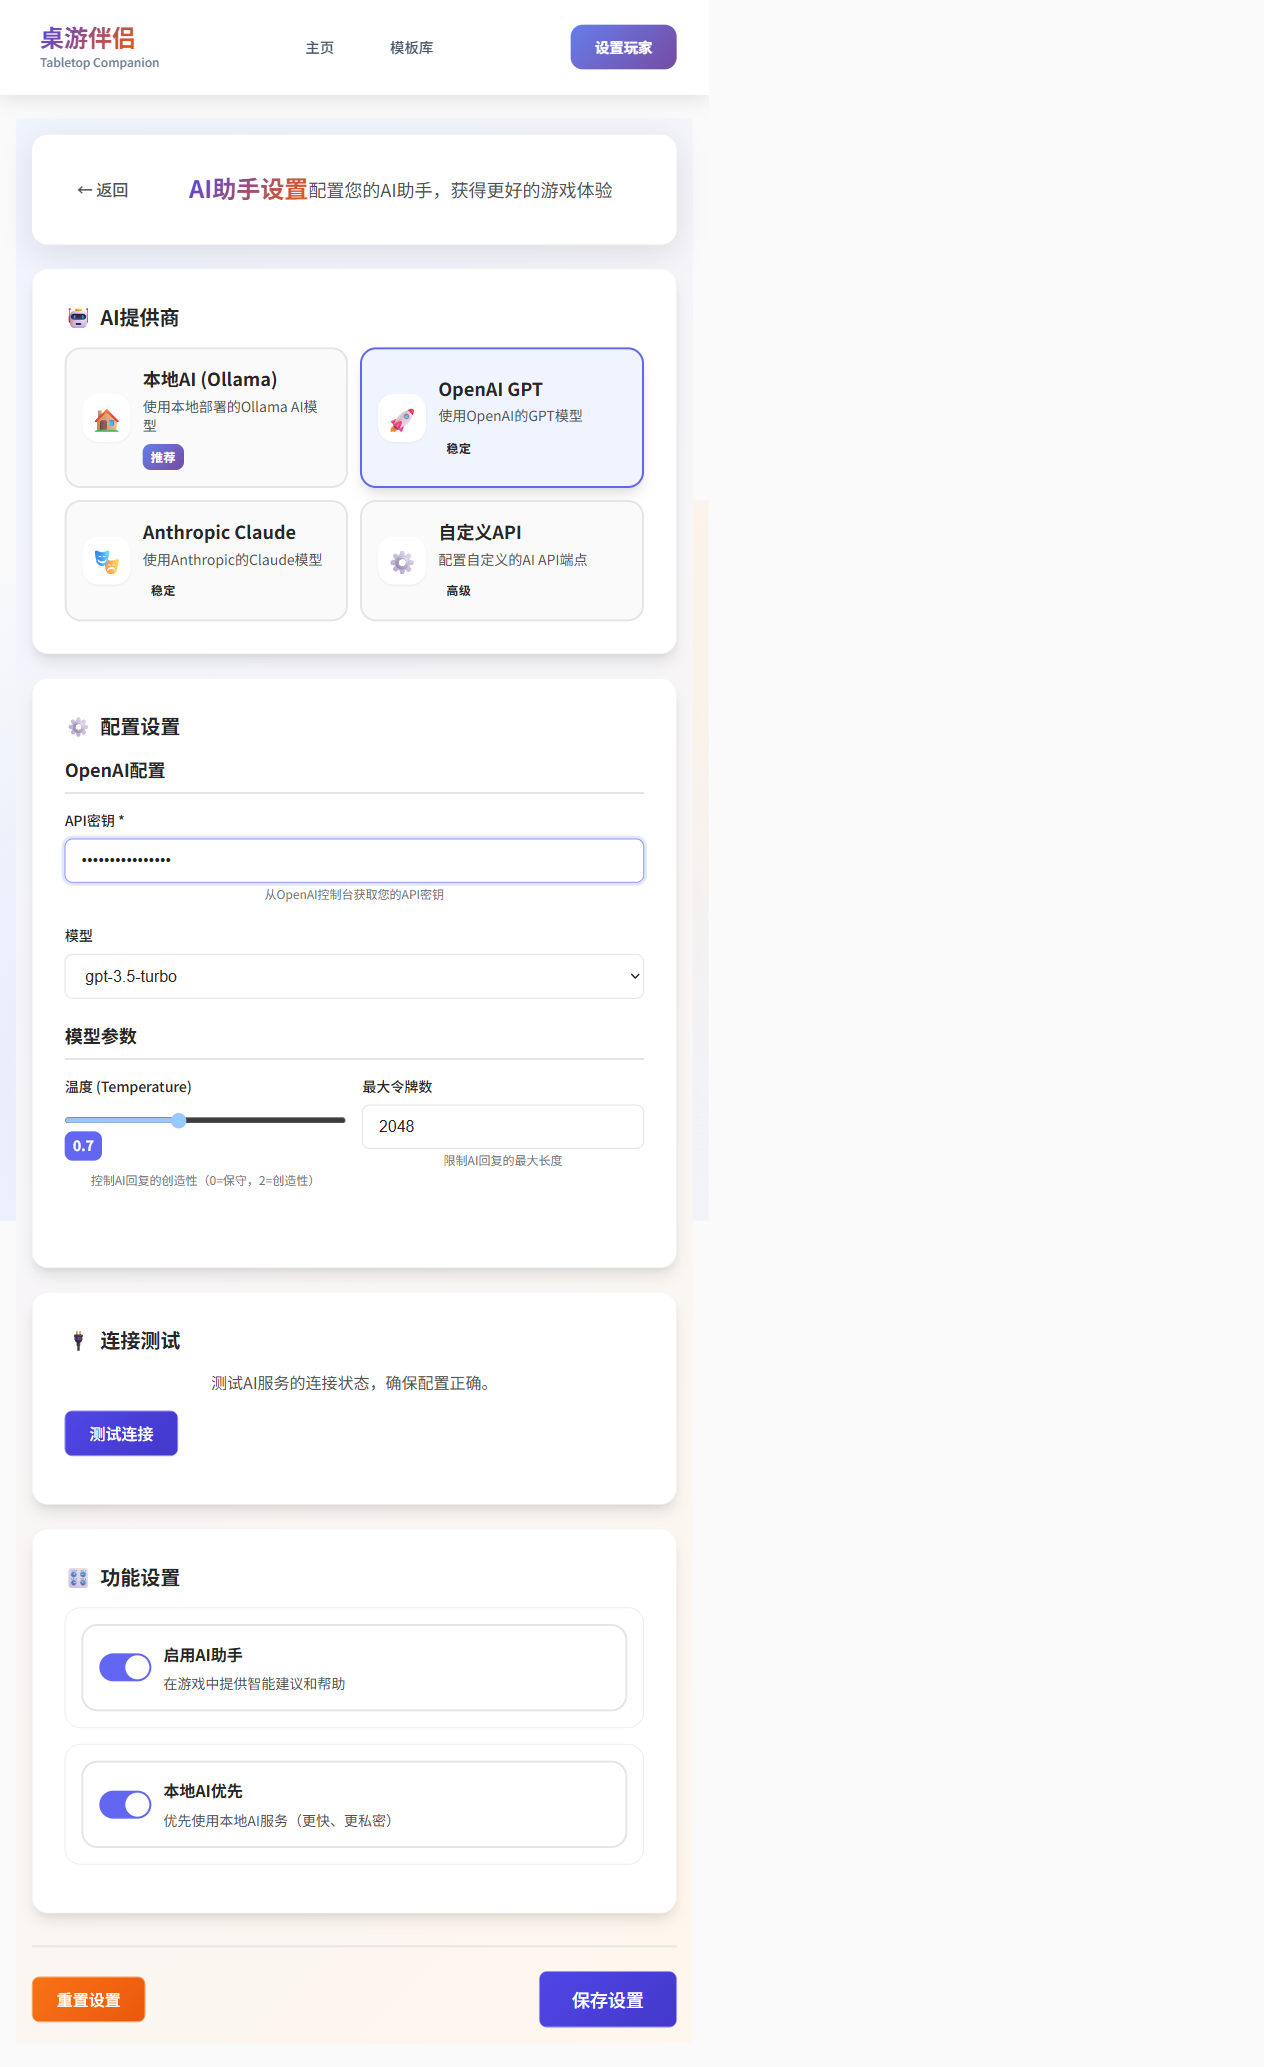 桌游伴侣
Tabletop Companion
主页
模板库
设置玩家
← 返回
AI助手设置配置您的AI助手，获得更好的游戏体验
AI提供商
本地AI (Ollama)
使用本地部署的Ollama AI模
型
推荐
OpenAI GPT
使用OpenAI的GPT模型
稳定
Anthropic Claude
使用Anthropic的Claude模型
稳定
自定义API
配置自定义的AI API端点
高级
配置设置
OpenAI配置
API密钥 *
••••••••••••••••
从OpenAI控制台获取您的API密钥
模型
gpt-3.5-turbo
模型参数
温度 (Temperature)
0.7
控制AI回复的创造性（0=保守，2=创造性）
最大令牌数
2048
限制AI回复的最大长度
连接测试
测试AI服务的连接状态，确保配置正确。
测试连接
功能设置
启用AI助手
在游戏中提供智能建议和帮助
本地AI优先
优先使用本地AI服务（更快、更私密）
重置设置
保存设置